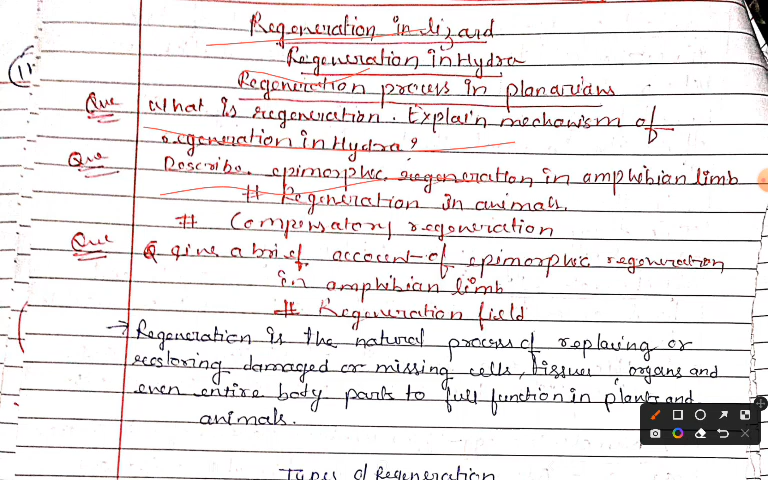 Regeneration in lizard
(11)
Regeneration in Hydra
Regeneration process in planarians
Que What is regeneration. Explain mechanism of
regeneration in Hydra?
Que Describe epimorphic regeneration in amphibian limb
# Regeneration in animals.
# Compensatory regeneration
Que Q give a brief account of epimorphic regeneration
in amphibian limb
# Regeneration field
→ Regeneration is the natural process of replaying or
restoring damaged or missing cells, tissues organs and
even entire body parts to full function in plants and
animals.
Types of Regeneration